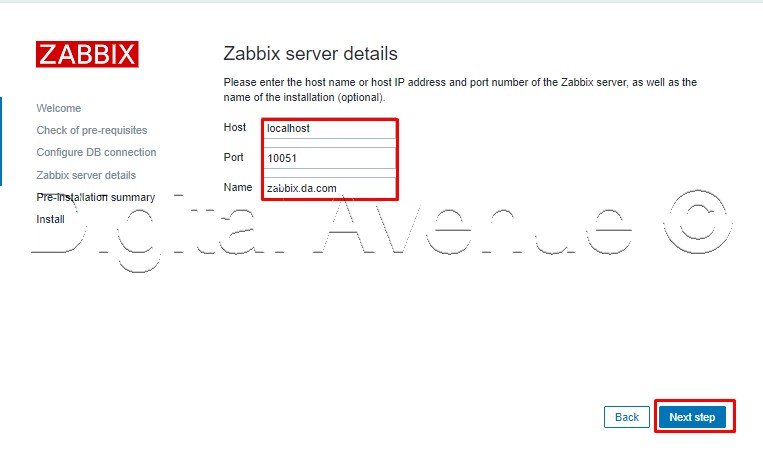 ZABBIX
Zabbix server details
Please enter the host name or host IP address and port number of the Zabbix server, as well as the
name of the installation (optional).
Welcome
Check of pre-requisites
Configure DB connection
Zabbix server details
Pre-installation summary
Install
Host localhost
Port 10051
Name zabbix.da.com
Digital Avenue ©
Back Next step